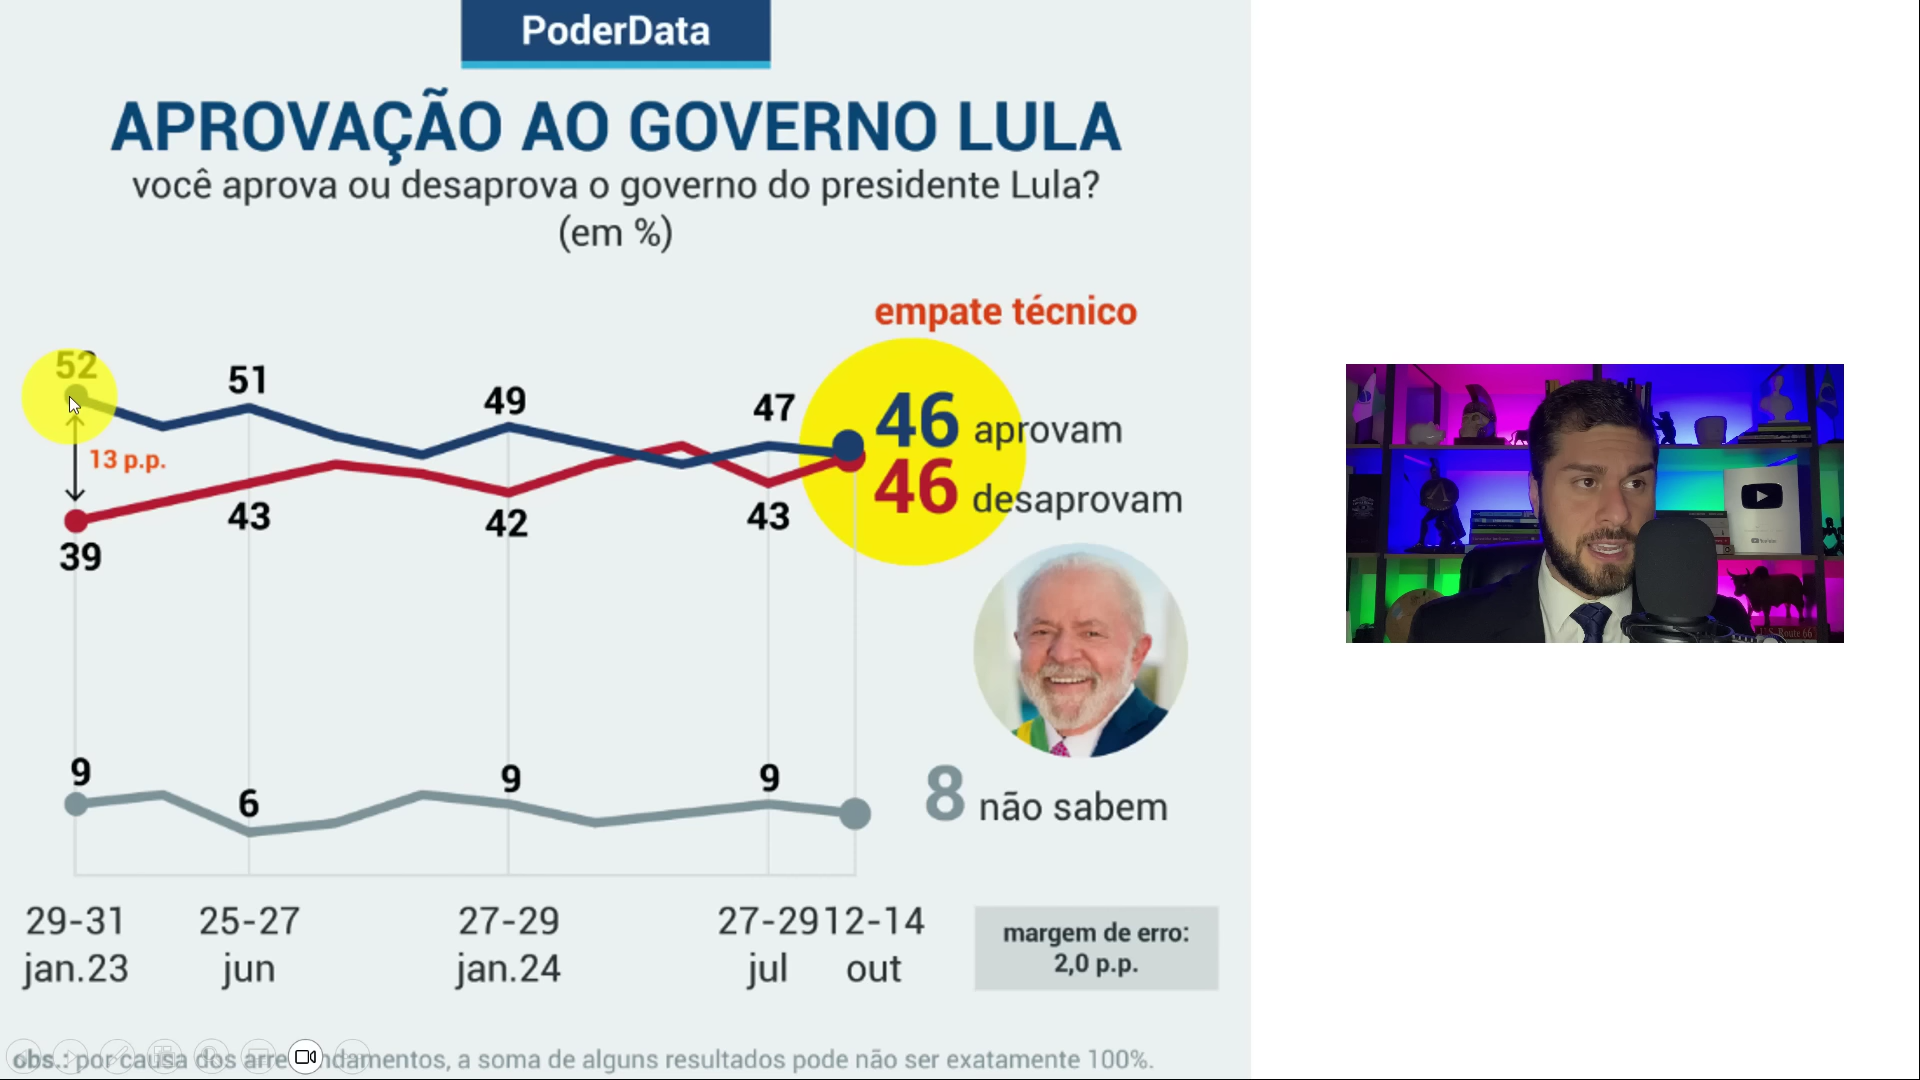 PoderData
APROVAÇÃO AO GOVERNO LULA
você aprova ou desaprova o governo do presidente Lula?
(em %)
empate técnico
52
51
49
47
46 aprovam
46 desaprovam
13 p.p.
39
43
42
43
9
6
9
9
8 não sabem
29-31 jan.23
25-27 jun
27-29 jan.24
27-29 jul
12-14 out
margem de erro:
2,0 p.p.
obs.: por causa dos arredondamentos, a soma de alguns resultados pode não ser exatamente 100%.
U.S. Route 66